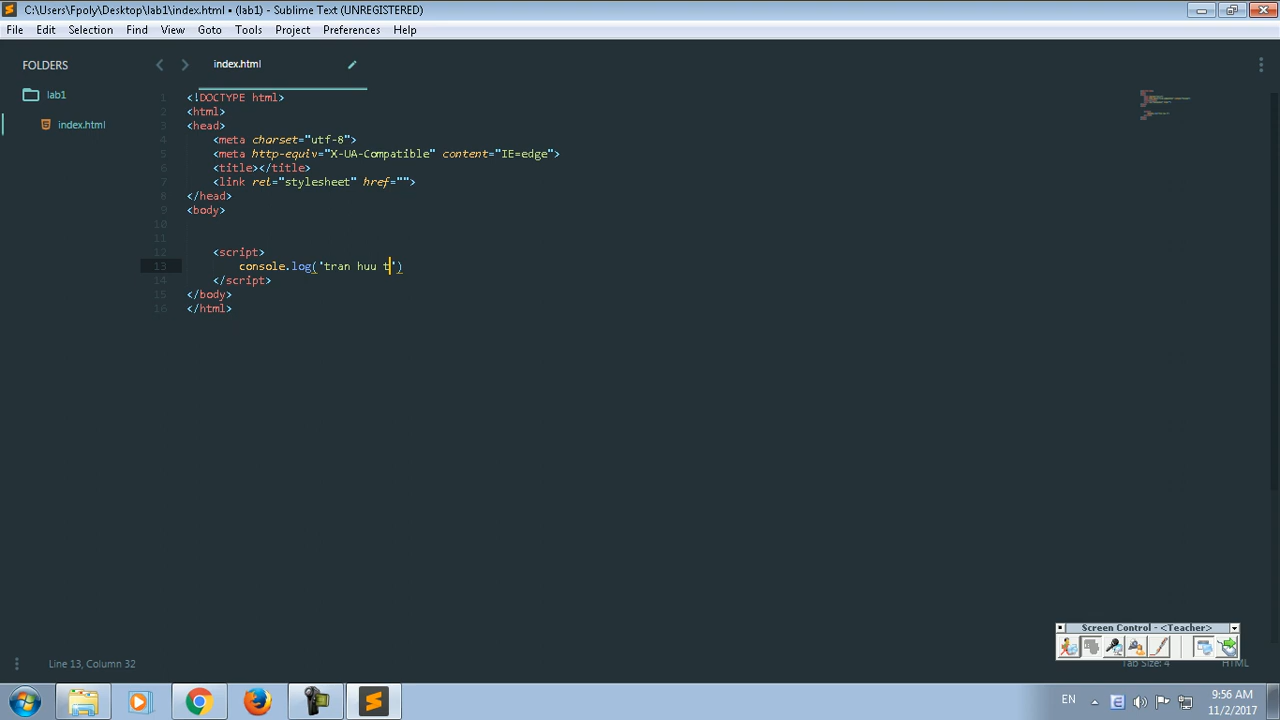 C:\Users\Fpoly\Desktop\lab1\index.html • (lab1) - Sublime Text (UNREGISTERED)
File Edit Selection Find View Goto Tools Project Preferences Help
FOLDERS
lab1
index.html
index.html
1 <!DOCTYPE html>
2 <html>
3 <head>
4 <meta charset="utf-8">
5 <meta http-equiv="X-UA-Compatible" content="IE=edge">
6 <title></title>
7 <link rel="stylesheet" href="">
8 </head>
9 <body>
10
11
12 <script>
13 console.log('tran huu t')
14 </script>
15 </body>
16 </html>
Screen Control - <Teacher>
Line 13, Column 32
Tab Size: 4
HTML
EN
9:56 AM
11/2/2017